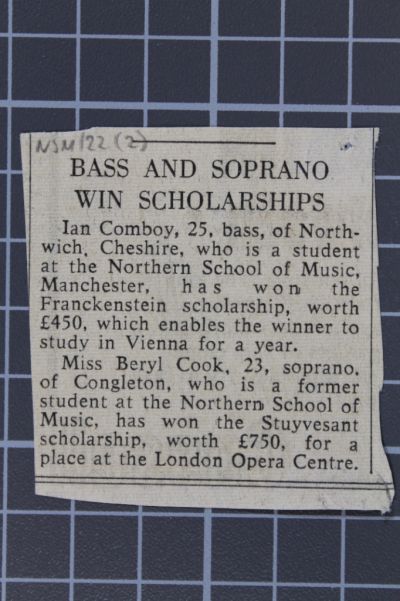 NSM/22 (2)
BASS AND SOPRANO
WIN SCHOLARSHIPS
Ian Comboy, 25, bass, of North-
wich, Cheshire, who is a student
at the Northern School of Music,
Manchester, has won the
Franckenstein scholarship, worth
£450, which enables the winner to
study in Vienna for a year.
Miss Beryl Cook, 23, soprano,
of Congleton, who is a former
student at the Northern School of
Music, has won the Stuyvesant
scholarship, worth £750, for a
place at the London Opera Centre.